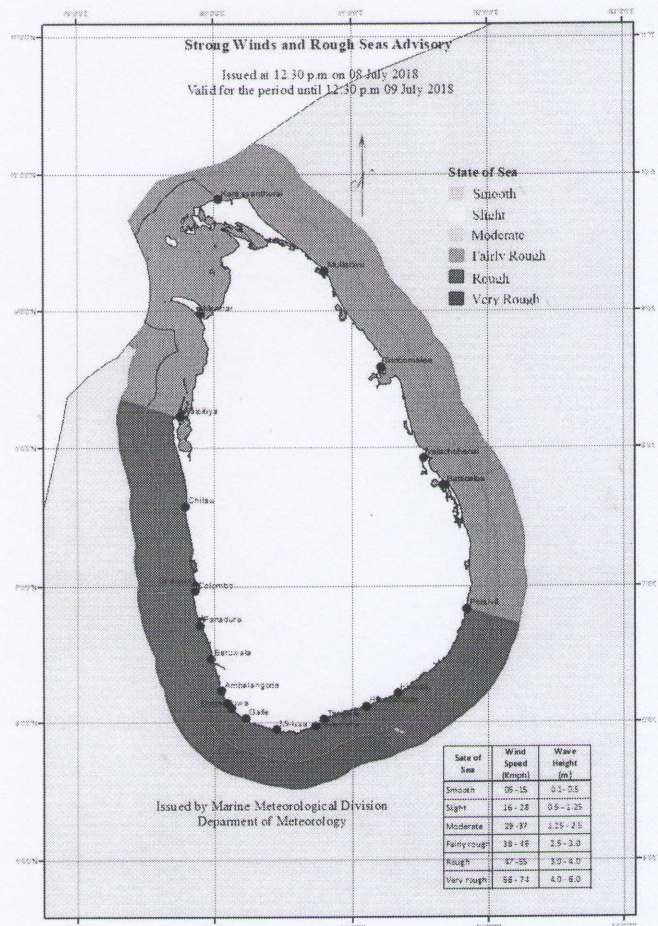 Strong Winds and Rough Seas Advisory
Issued at 12.30 p.m on 08 July 2018
Valid for the period until 12.30 p.m 09 July 2018
State of Sea
Smooth
Slight
Moderate
Fairly Rough
Rough
Very Rough
Kankasanthurai
Mullaitivu
Mannar
Trincomalee
Kalpitiya
Kalachchenai
Batticaloa
Chilaw
Colombo
Potuvil
Panadura
Beruwala
Ambalangoda
Galle
Mirissa
Sate of Sea | Wind Speed (Kmph) | Wave Height (m)
Smooth | 05 - 15 | 0.1 - 0.5
Slight | 16 - 28 | 0.5 - 1.25
Moderate | 29 - 37 | 1.25 - 2.5
Fairly rough | 38 - 46 | 2.5 - 3.0
Rough | 47 - 55 | 3.0 - 4.0
Very rough | 56 - 74 | 4.0 - 6.0
Issued by Marine Meteorological Division
Deparment of Meteorology